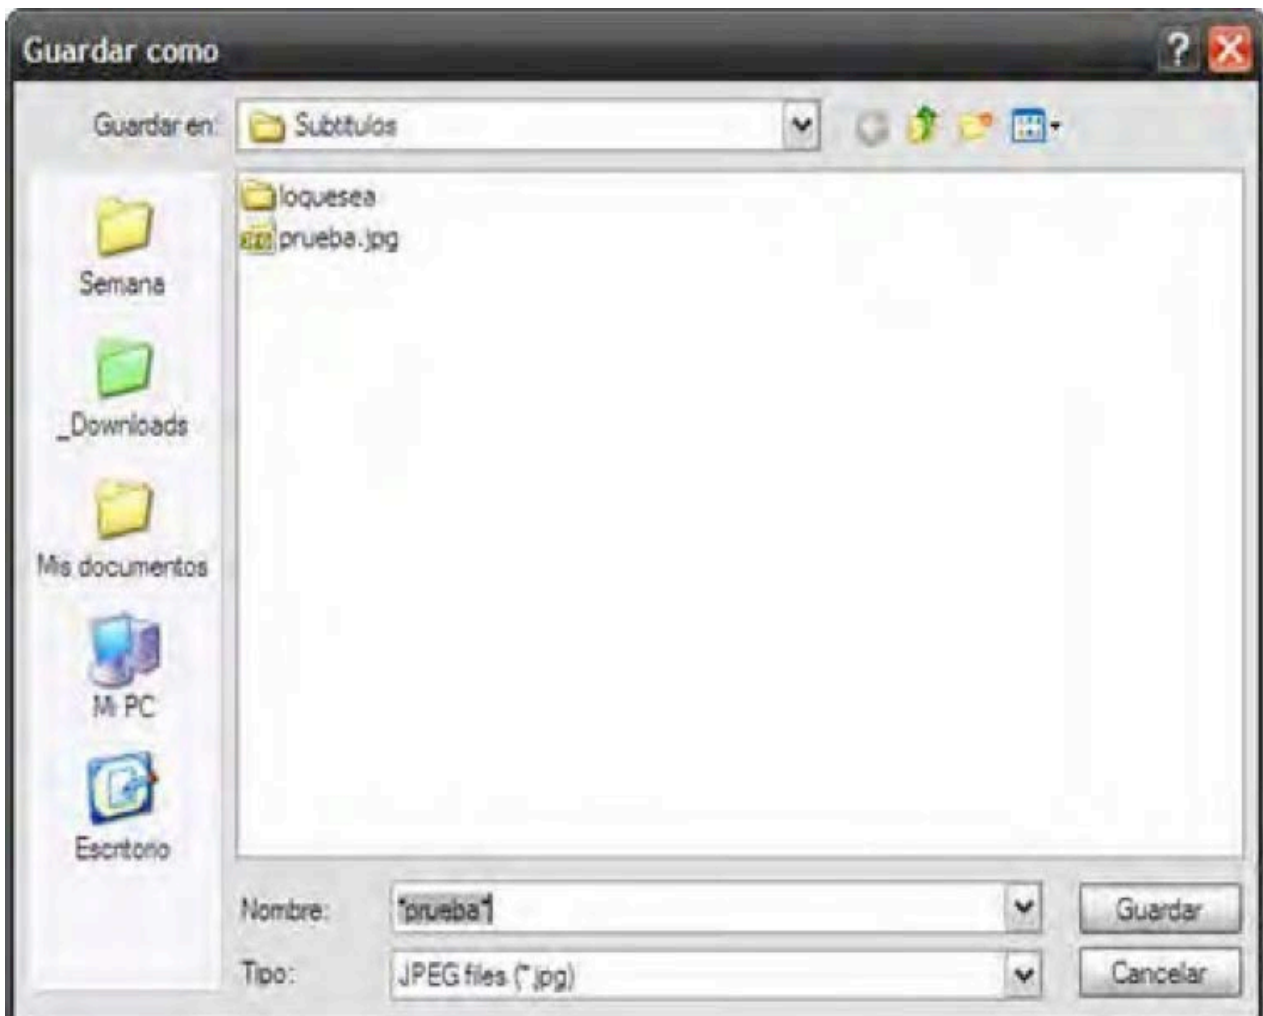 Guardar como
Guardar en:
Subtitulos
loquesea
prueba.jpg
Semana
_Downloads
Mis documentos
Mi PC
Escritorio
Nombre:
"prueba"
Guardar
Tipo:
JPEG files (*.jpg)
Cancelar